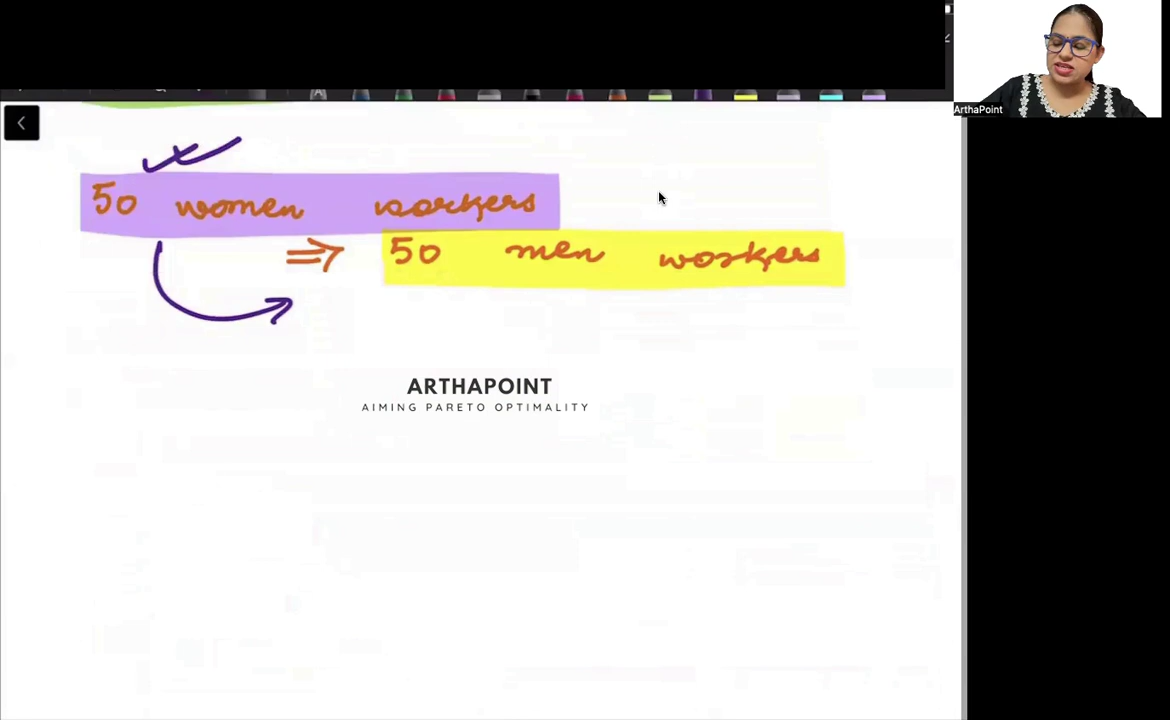 ArthaPoint
50 women workers
⇒ 50 men workers
ARTHAPOINT
AIMING PARETO OPTIMALITY